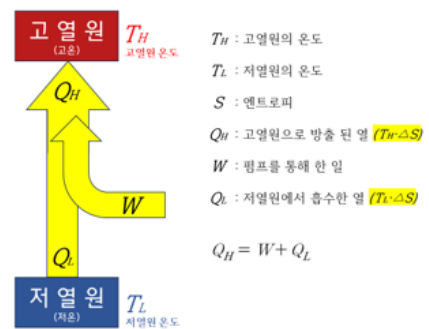 고 열 원
(고온)
T_H
고열원 온도
Q_H
W
Q_L
저 열 원
(저온)
T_L
저열원 온도
T_H : 고열원의 온도
T_L : 저열원의 온도
S : 엔트로피
Q_H : 고열원으로 방출 된 열 (T_H·△S)
W : 펌프를 통해 한 일
Q_L : 저열원에서 흡수한 열 (T_L·△S)
Q_H = W + Q_L